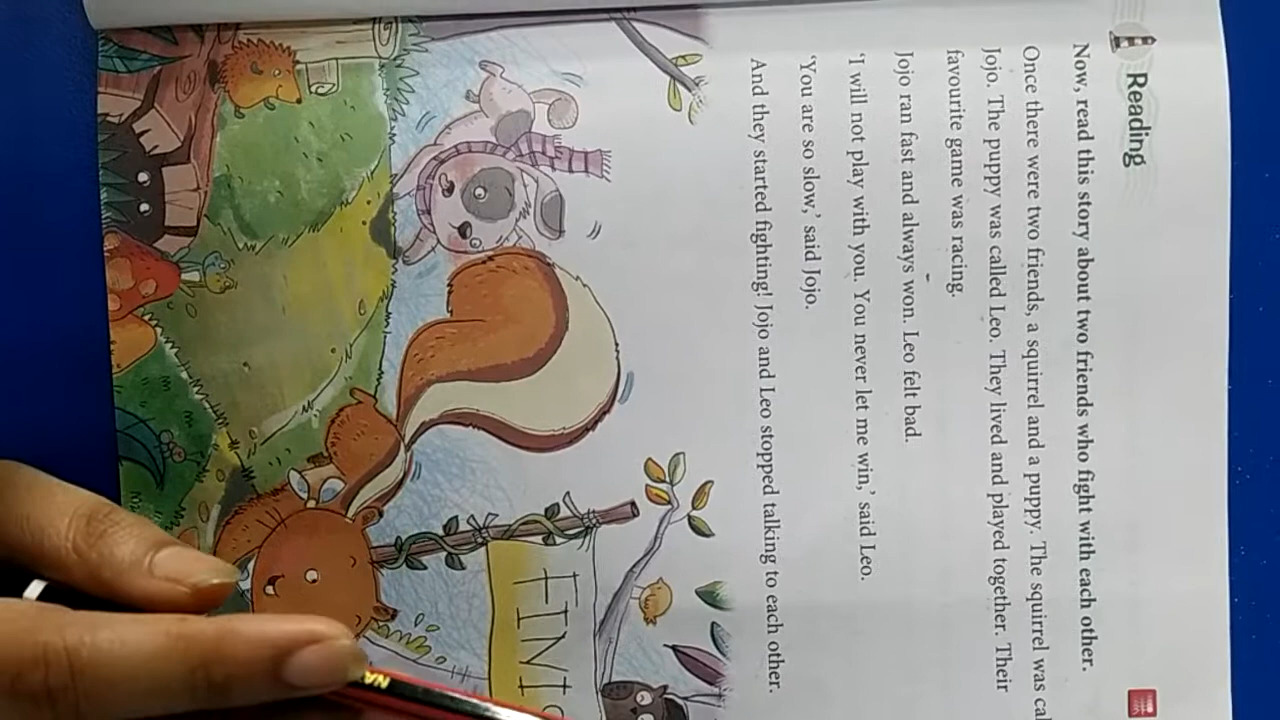 Reading
Now, read this story about two friends who fight with each other.
Once there were two friends, a squirrel and a puppy. The squirrel was
Jojo. The puppy was called Leo. They lived and played together. Their
favourite game was racing.
Jojo ran fast and always won. Leo felt bad.
‘I will not play with you. You never let me win,’ said Leo.
‘You are so slow,’ said Jojo.
And they started fighting! Jojo and Leo stopped talking to each other.